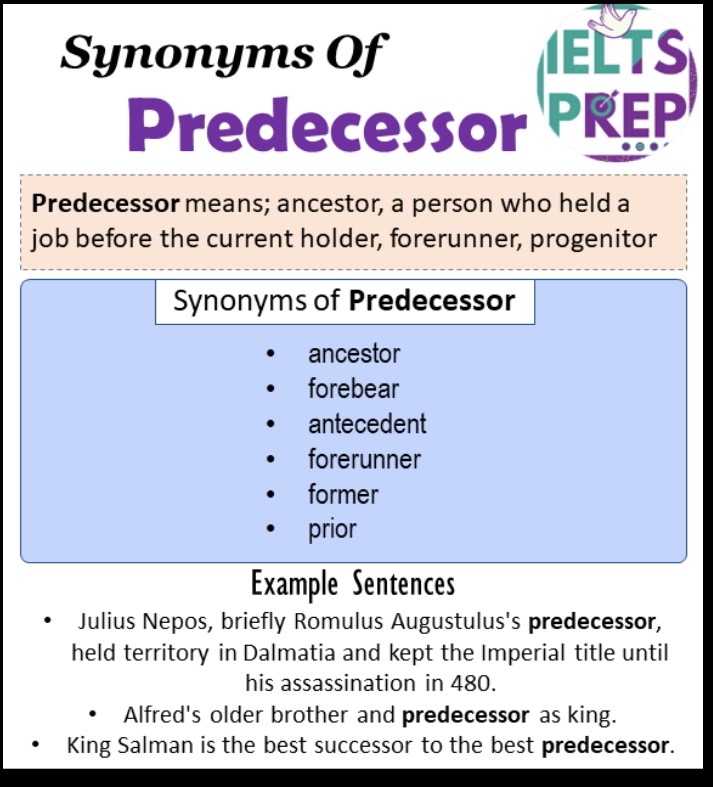 Synonyms Of
Predecessor
IELTS
PREP
Predecessor means; ancestor, a person who held a
job before the current holder, forerunner, progenitor
Synonyms of Predecessor
• ancestor
• forebear
• antecedent
• forerunner
• former
• prior
Example Sentences
• Julius Nepos, briefly Romulus Augustulus's predecessor,
held territory in Dalmatia and kept the Imperial title until
his assassination in 480.
• Alfred's older brother and predecessor as king.
• King Salman is the best successor to the best predecessor.